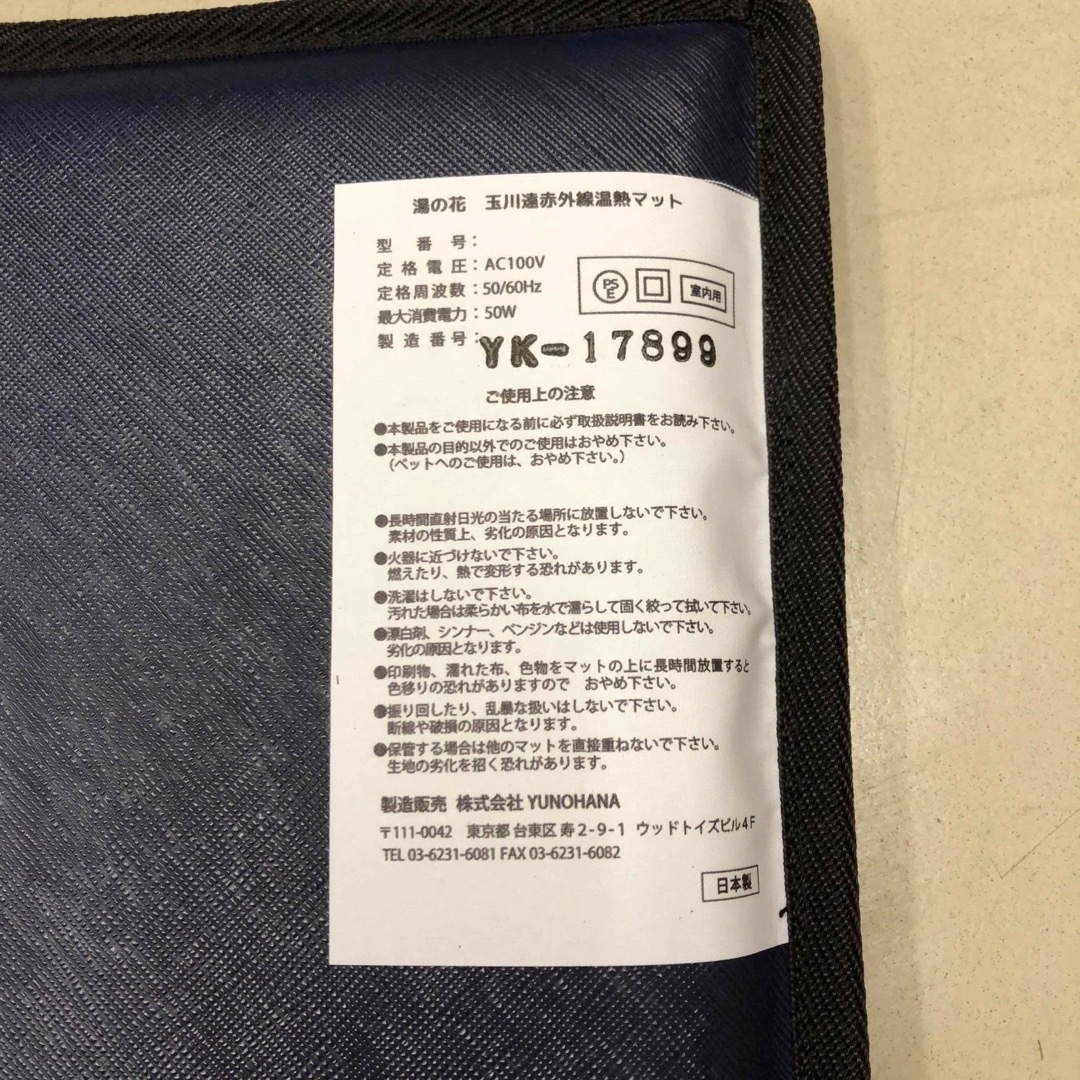 湯の花　玉川遠赤外線温熱マット
型番号：
定格電圧：AC100V
定格周波数：50/60Hz
最大消費電力：50W
PSE
室内用
製造番号：YK-17899
ご使用上の注意
●本製品をご使用になる前に必ず取扱説明書をお読み下さい。
●本製品の目的以外でのご使用はおやめ下さい。
（ペットへのご使用は、おやめ下さい。）
●長時間直射日光の当たる場所に放置しないで下さい。
素材の性質上、劣化の原因となります。
●火器に近づけないで下さい。
燃えたり、熱で変形する恐れがあります。
●洗濯はしないで下さい。
汚れた場合は柔らかい布を水で濡らして固く絞って拭いて下さい。
●漂白剤、シンナー、ベンジンなどは使用しないで下さい。
劣化の原因となります。
●印刷物、濡れた布、色物をマットの上に長時間放置すると
色移りの恐れがありますので　おやめ下さい。
●振り回したり、乱暴な扱いはしないで下さい。
断線や破損の原因となります。
●保管する場合は他のマットを直接重ねないで下さい。
生地の劣化を招く恐れがあります。
製造販売 株式会社 YUNOHANA
〒111-0042　東京都 台東区 寿 2-9-1 ウッドトイズビル 4 F
TEL 03-6231-6081 FAX 03-6231-6082
日本製